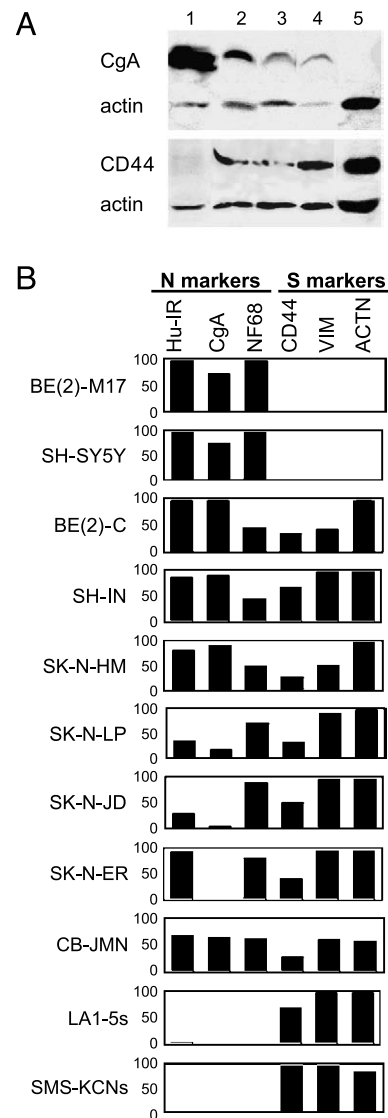 A
1 2 3 4 5
CgA
actin
CD44
actin
B
N markers S markers
Hu-IR CgA NF68 CD44 VIM ACTN
100
50
0
BE(2)-M17
100
50
0
SH-SY5Y
100
50
0
BE(2)-C
100
50
0
SH-IN
100
50
0
SK-N-HM
100
50
0
SK-N-LP
100
50
0
SK-N-JD
100
50
0
SK-N-ER
100
50
0
CB-JMN
100
50
0
LA1-5s
100
50
0
SMS-KCNs